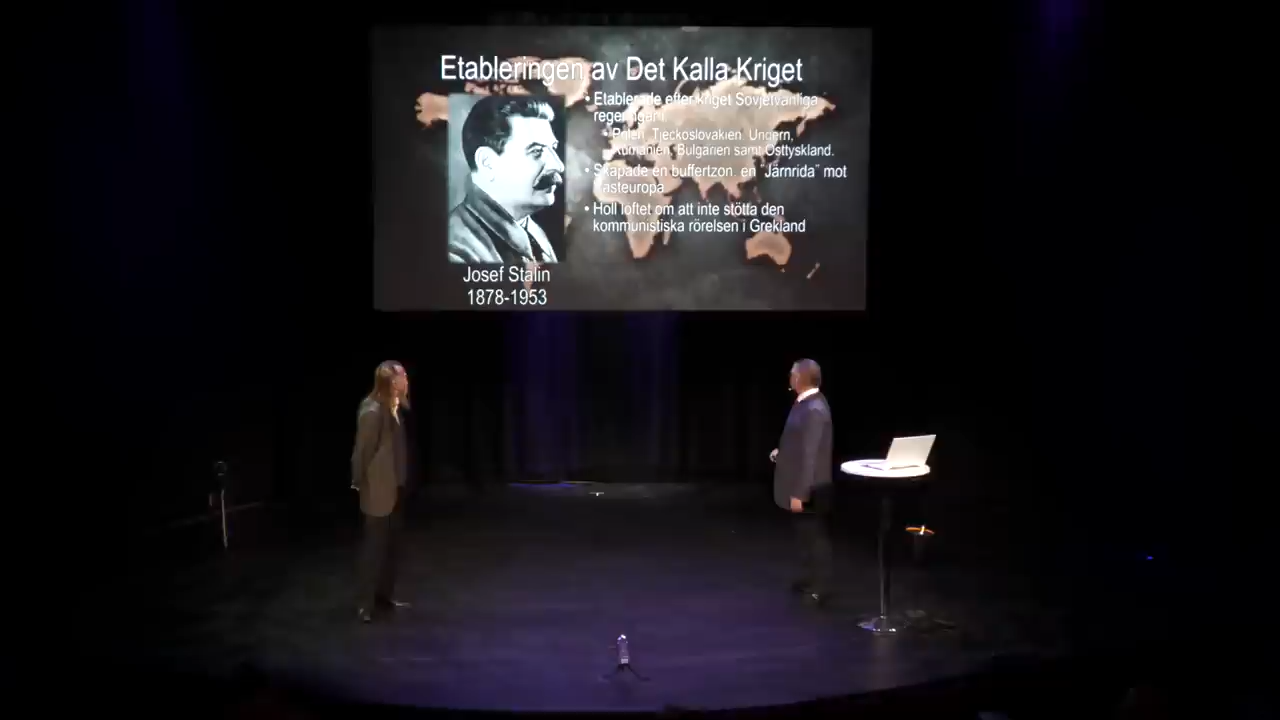 Etableringen av Det Kalla Kriget
• Etablerade efter kriget Sovjetvänliga
regeringar i
• Polen, Tjeckoslovakien, Ungern,
Rumänien, Bulgarien samt Östtyskland.
• Skapade en buffertzon, en "Järnrida" mot
Västeuropa
• Höll löftet om att inte stötta den
kommunistiska rörelsen i Grekland
Josef Stalin
1878-1953